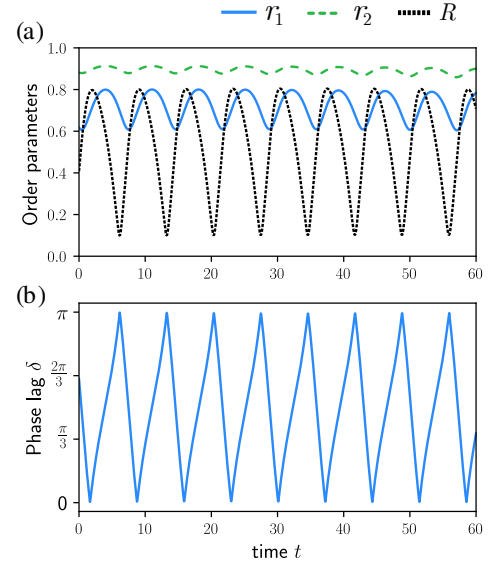 r₁ r₂ R
(a)
1.0
0.8
0.6
0.4
0.2
0.0
Order parameters
0 10 20 30 40 50 60
(b)
π
2π/3
π/3
0
Phase lag δ
0 10 20 30 40 50 60
time t